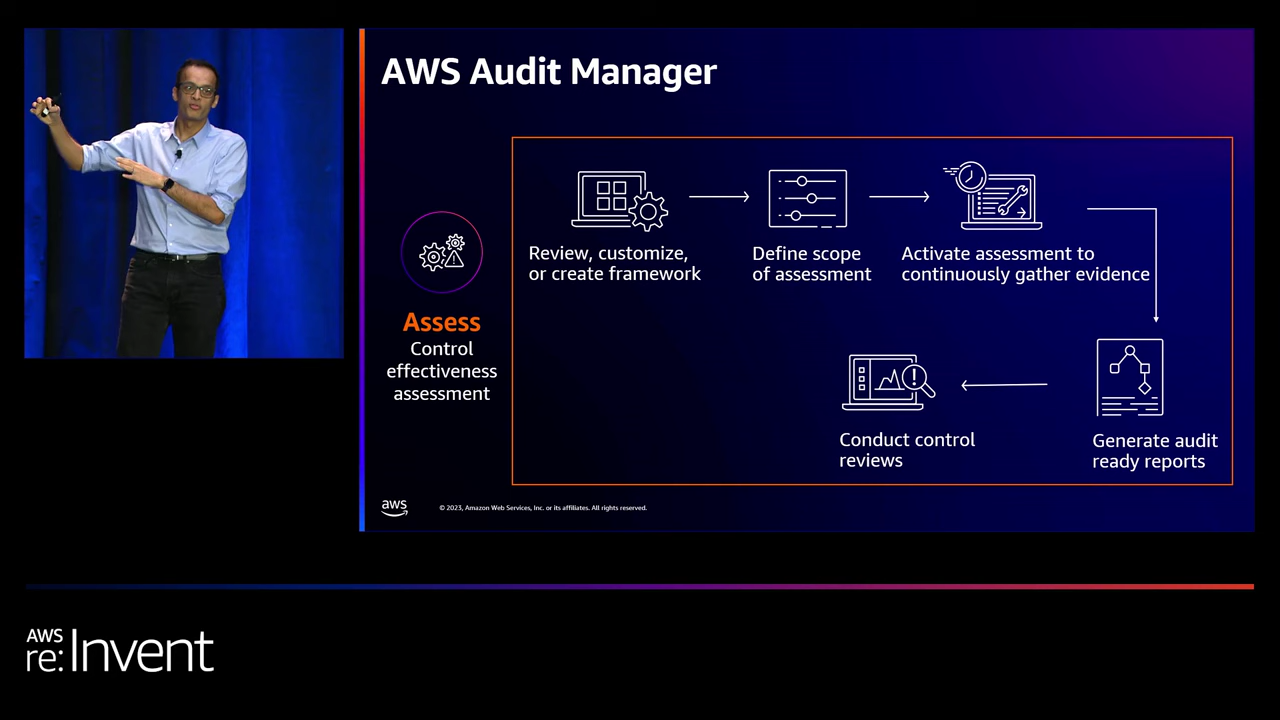 AWS Audit Manager
Review, customize,
or create framework
Define scope
of assessment
Activate assessment to
continuously gather evidence
Assess
Control
effectiveness
assessment
Conduct control
reviews
Generate audit
ready reports
aws
© 2023, Amazon Web Services, Inc. or its affiliates. All rights reserved.
AWS
re:Invent